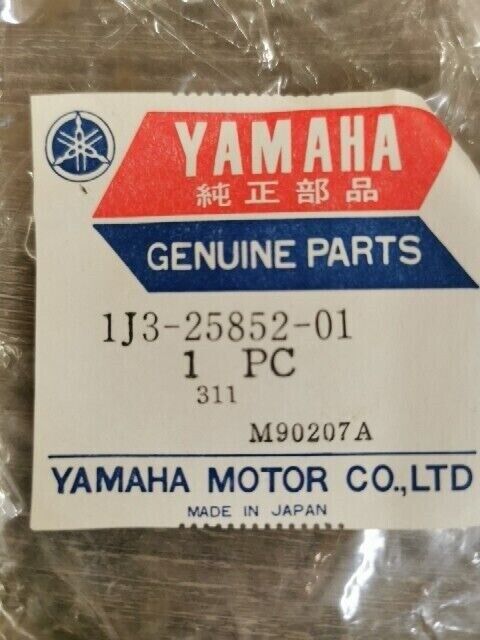 YAMAHA
純正部品
GENUINE PARTS
1J3-25852-01
1 PC
311
M90207A
YAMAHA MOTOR CO.,LTD
MADE IN JAPAN